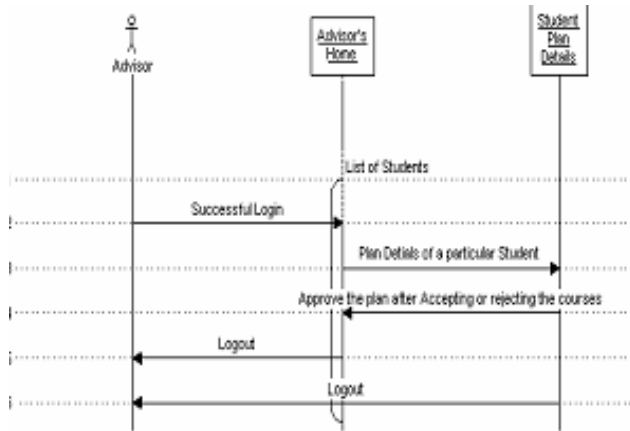 Advisor
Advisor's
Home
Student
Plan
Details
List of Students
2
Successful Login
Plan Detials of a particular Student
Approve the plan after Accepting or rejecting the courses
Logout
Logout